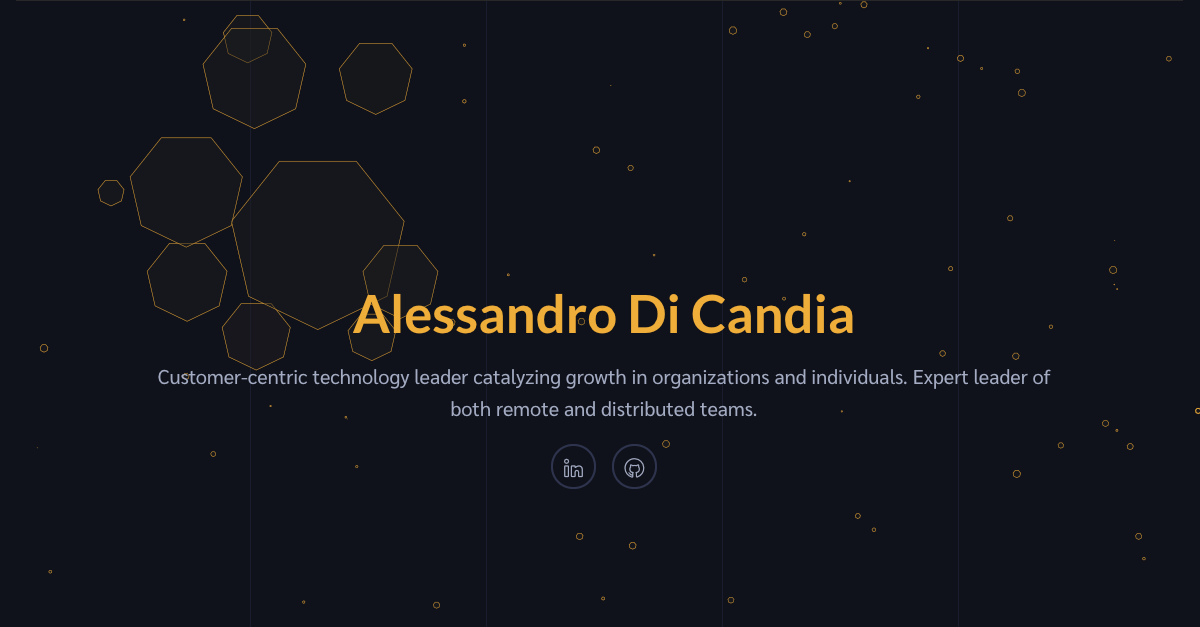 Alessandro Di Candia
Customer-centric technology leader catalyzing growth in organizations and individuals. Expert leader of
both remote and distributed teams.